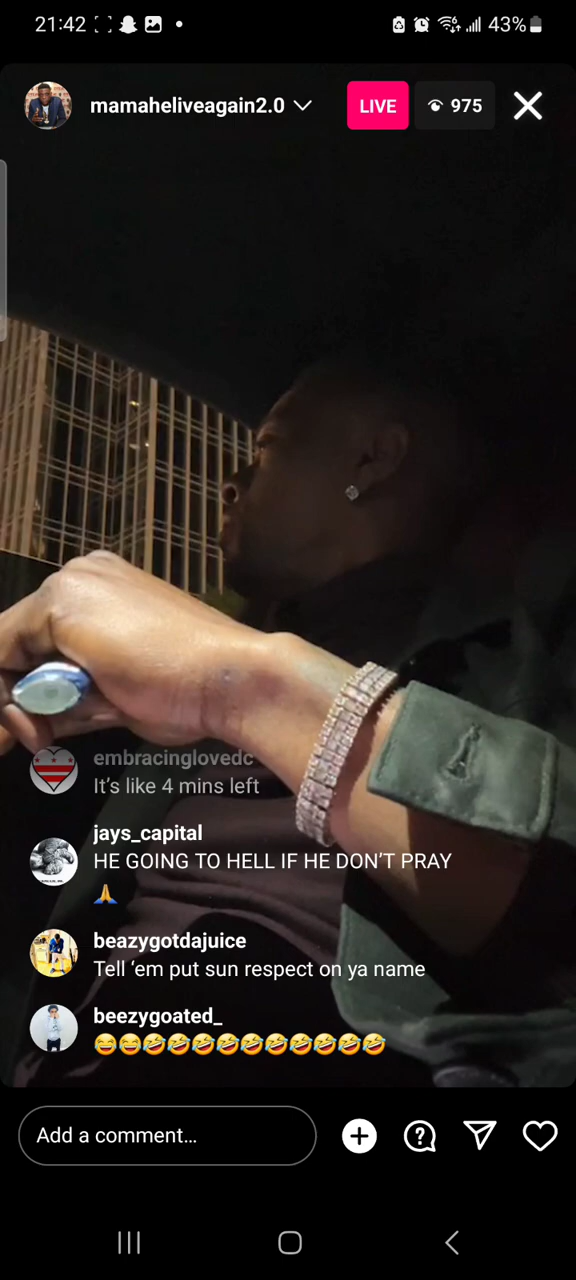 21:42
43%
mamaheliveagain2.0
LIVE
975
embracinglovedc
It’s like 4 mins left
jays_capital
HE GOING TO HELL IF HE DON’T PRAY
🙏
beazygotdajuice
Tell ‘em put sun respect on ya name
beezygoated_
😂😂🤣🤣🤣🤣🤣🤣🤣🤣🤣🤣
Add a comment...